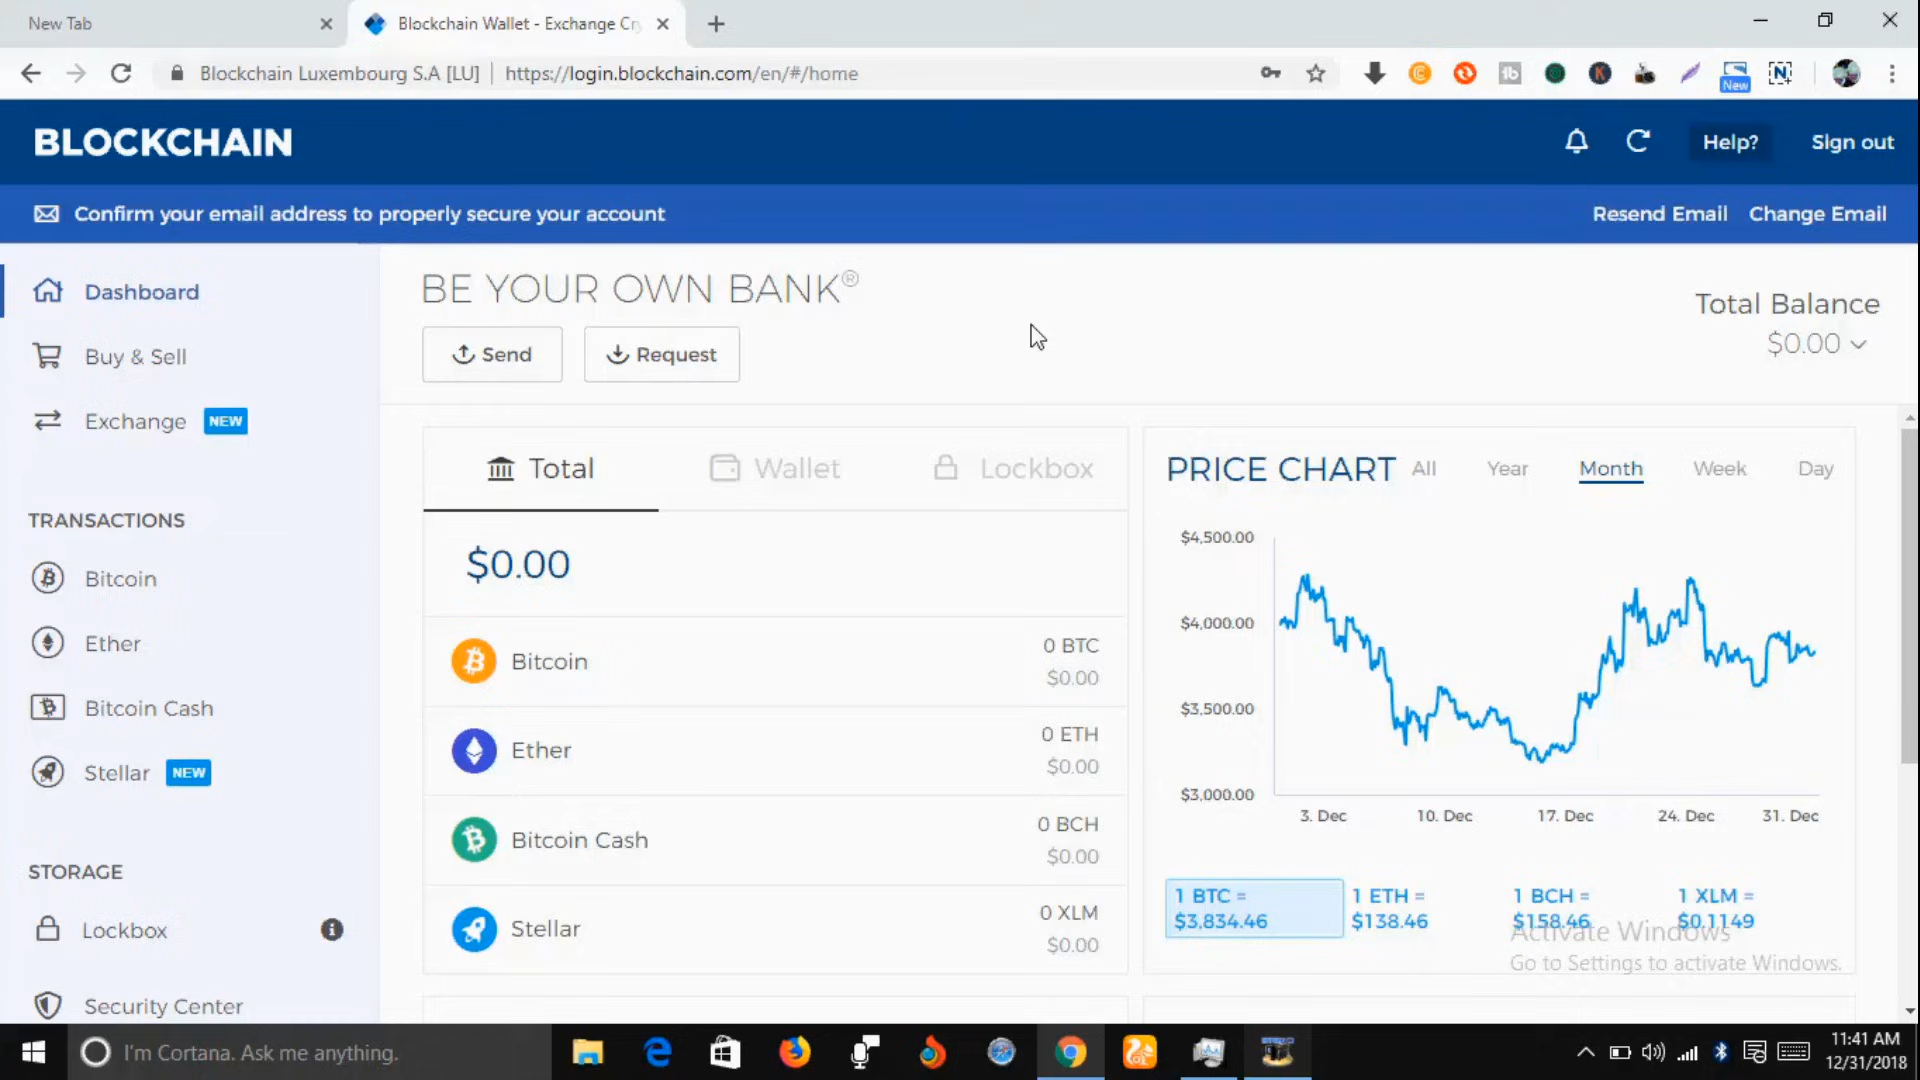 New Tab
Blockchain Wallet - Exchange Cr
Blockchain Luxembourg S.A [LU]
https://login.blockchain.com/en/#/home
New
BLOCKCHAIN
Help?
Sign out
Confirm your email address to properly secure your account
Resend Email
Change Email
Dashboard
Buy & Sell
Exchange NEW
TRANSACTIONS
Bitcoin
Ether
Bitcoin Cash
Stellar NEW
STORAGE
Lockbox
Security Center
BE YOUR OWN BANK®
Send
Request
Total Balance
$0.00
Total
Wallet
Lockbox
$0.00
Bitcoin
0 BTC
$0.00
Ether
0 ETH
$0.00
Bitcoin Cash
0 BCH
$0.00
Stellar
0 XLM
$0.00
PRICE CHART
All
Year
Month
Week
Day
$4,500.00
$4,000.00
$3,500.00
$3,000.00
3. Dec
10. Dec
17. Dec
24. Dec
31. Dec
1 BTC =
$3,834.46
1 ETH =
$138.46
1 BCH =
$158.46
1 XLM =
$0.1149
Activate Windows
Go to Settings to activate Windows.
I'm Cortana. Ask me anything.
11:41 AM
12/31/2018